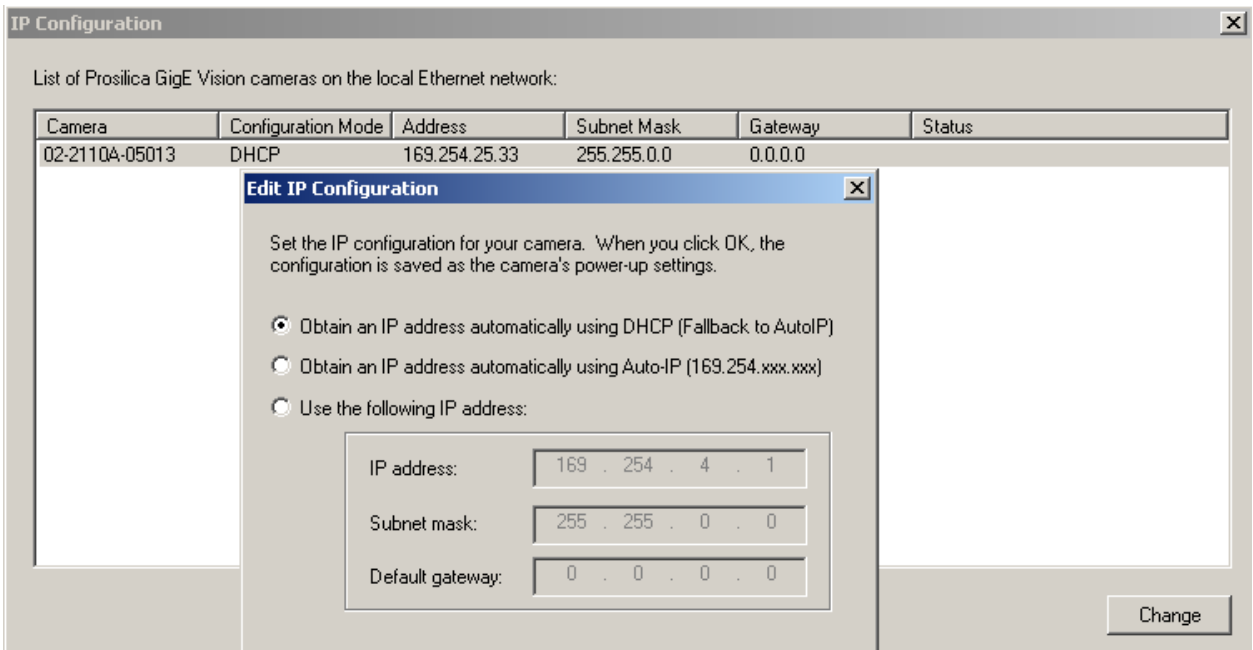 IP Configuration
List of Prosilica GigE Vision cameras on the local Ethernet network:
Camera Configuration Mode Address Subnet Mask Gateway Status
02-2110A-05013 DHCP 169.254.25.33 255.255.0.0 0.0.0.0
Edit IP Configuration
Set the IP configuration for your camera. When you click OK, the
configuration is saved as the camera's power-up settings.
Obtain an IP address automatically using DHCP (Fallback to AutoIP)
Obtain an IP address automatically using Auto-IP (169.254.xxx.xxx)
Use the following IP address:
IP address: 169 . 254 . 4 . 1
Subnet mask: 255 . 255 . 0 . 0
Default gateway: 0 . 0 . 0 . 0
Change